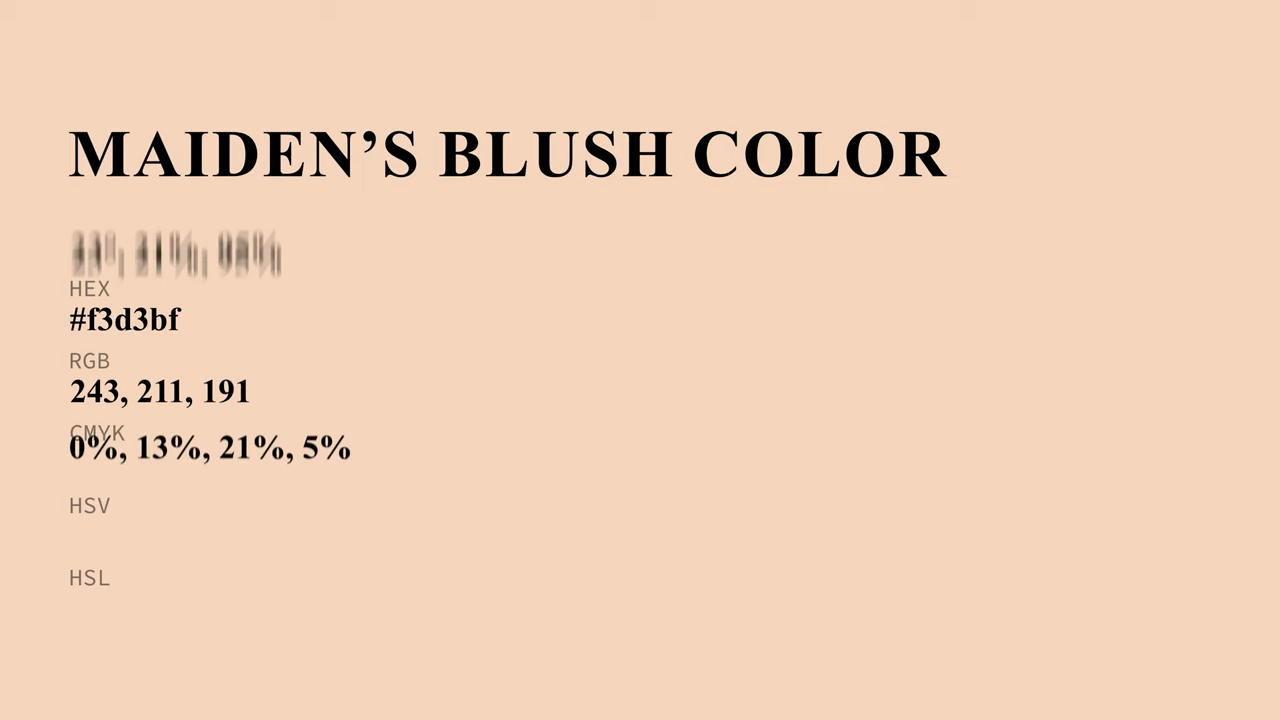 MAIDEN’S BLUSH COLOR
HEX
#f3d3bf
RGB
243, 211, 191
CMYK
0%, 13%, 21%, 5%
HSV
HSL